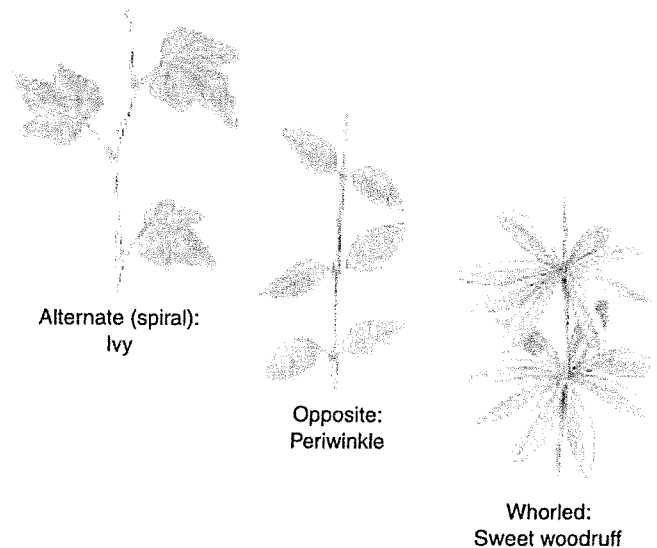 Alternate (spiral):
Ivy
Opposite:
Periwinkle
Whorled:
Sweet woodruff